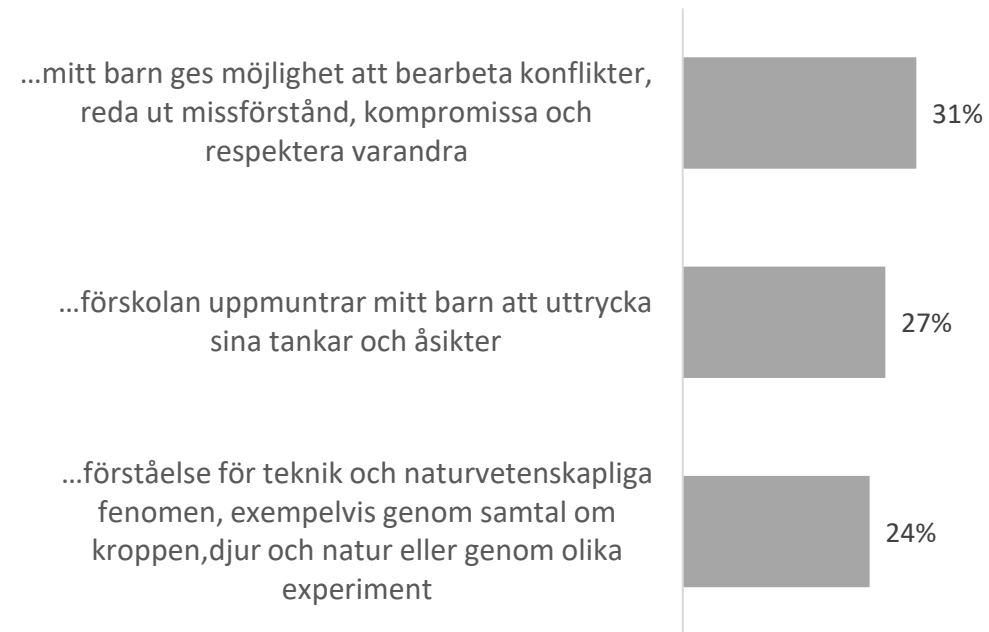 ...mitt barn ges möjlighet att bearbeta konflikter,
reda ut missförstånd, kompromissa och
respektera varandra
31%
...förskolan uppmuntrar mitt barn att uttrycka
sina tankar och åsikter
27%
...förståelse för teknik och naturvetenskapliga
fenomen, exempelvis genom samtal om
kroppen,djur och natur eller genom olika
experiment
24%